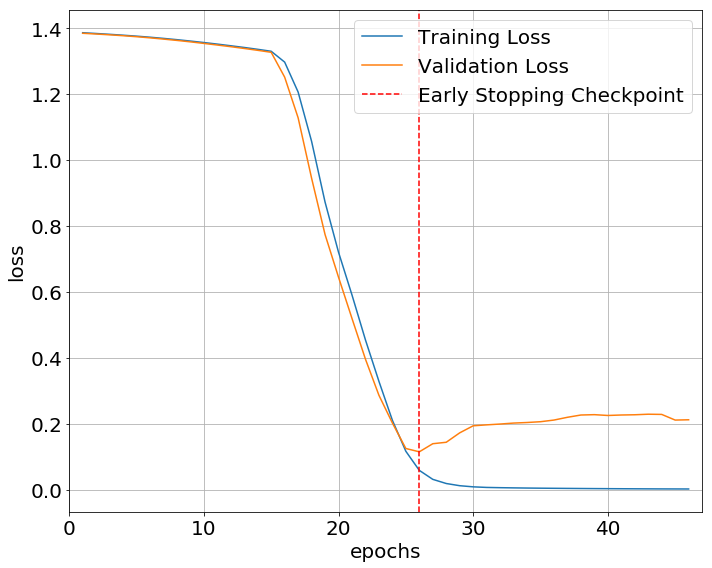 Training Loss
Validation Loss
Early Stopping Checkpoint
1.4
1.2
1.0
0.8
0.6
0.4
0.2
0.0
loss
0 10 20 30 40
epochs